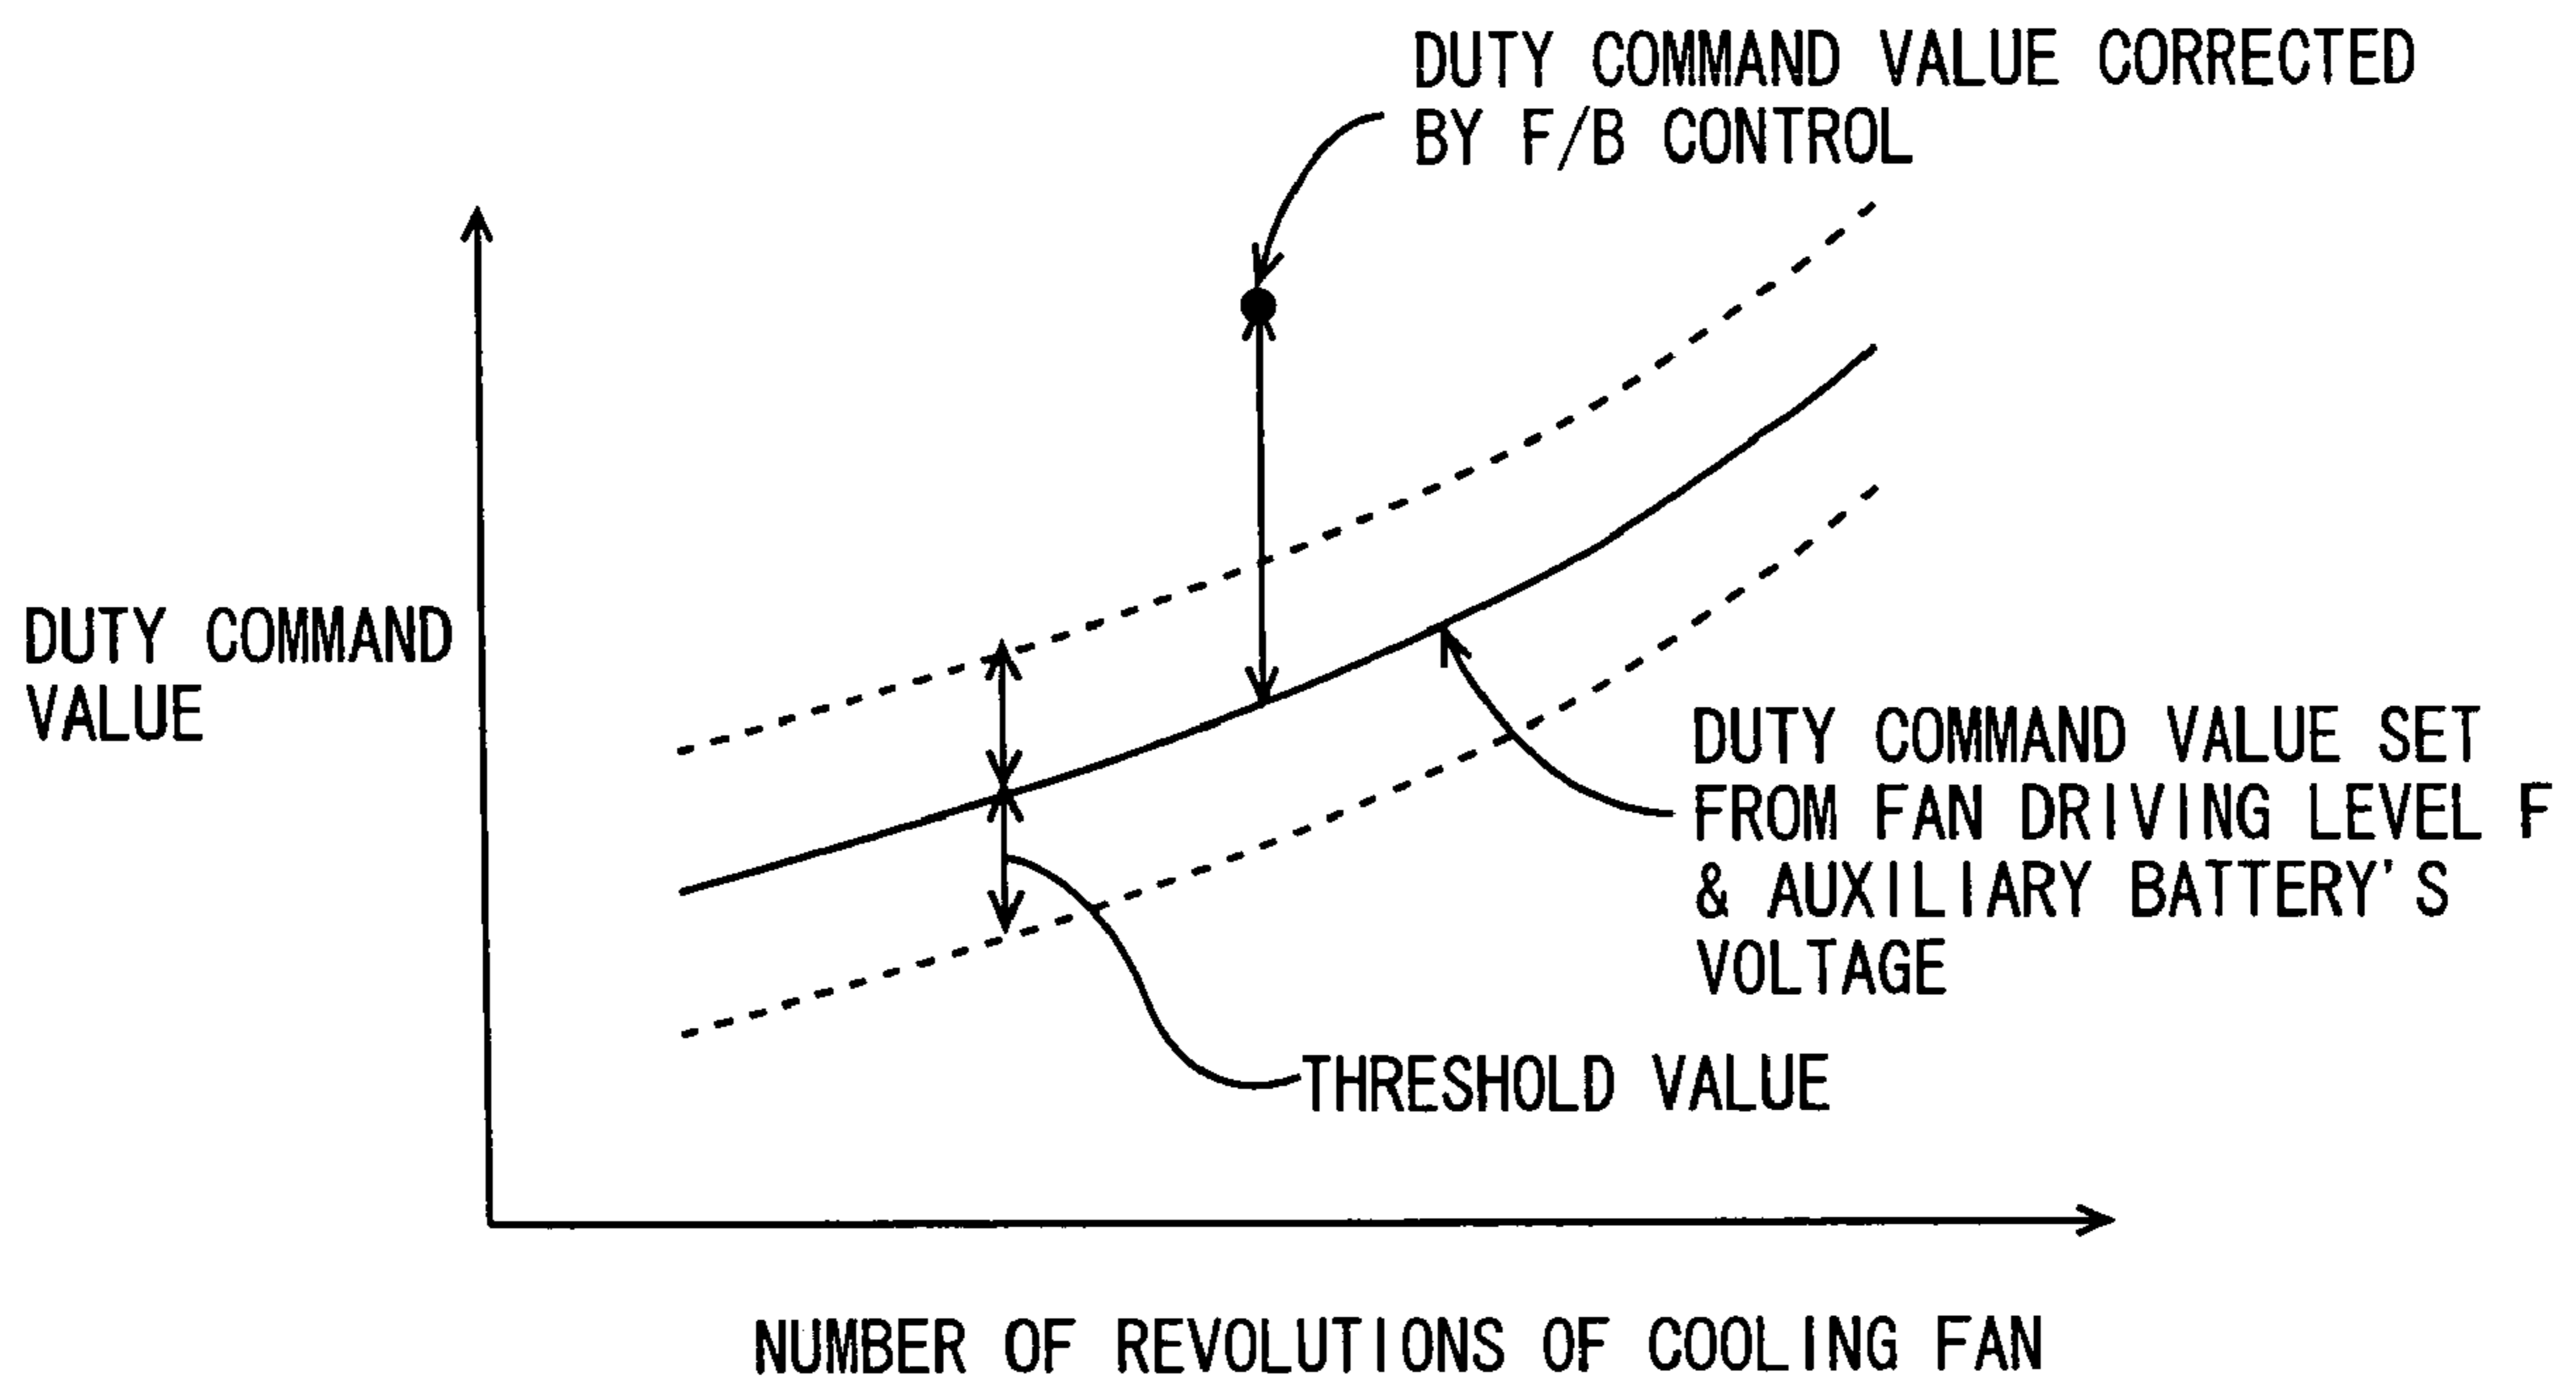 DUTY COMMAND VALUE CORRECTED
BY F/B CONTROL
DUTY COMMAND
VALUE
DUTY COMMAND VALUE SET
FROM FAN DRIVING LEVEL F
& AUXILIARY BATTERY'S
VOLTAGE
THRESHOLD VALUE
NUMBER OF REVOLUTIONS OF COOLING FAN